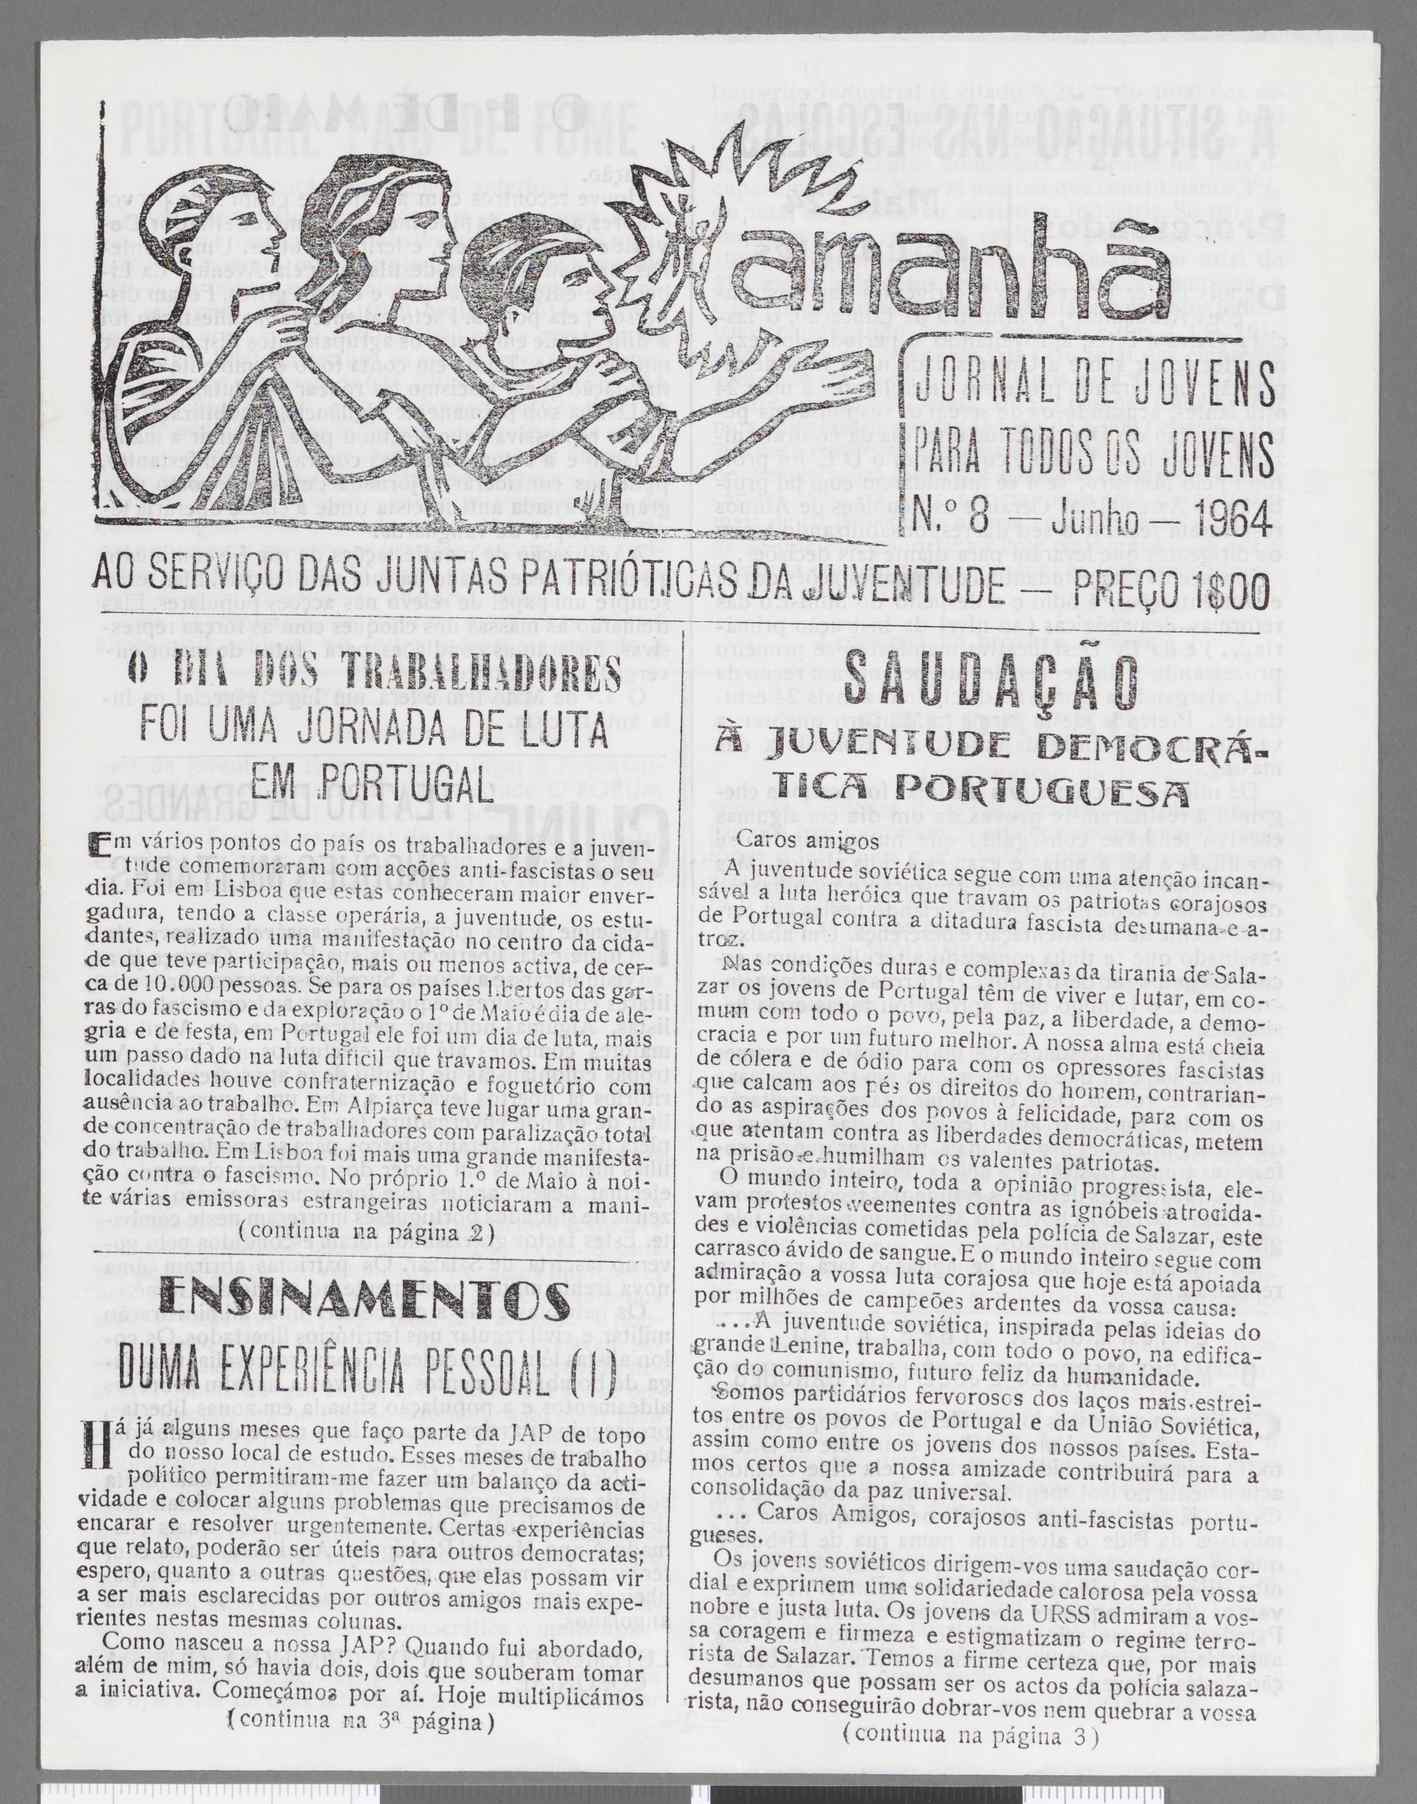 amanhã
JORNAL DE JOVENS
PARA TODOS OS JOVENS
N.º 8 — Junho — 1964
AO SERVIÇO DAS JUNTAS PATRIÓTICAS DA JUVENTUDE — PREÇO 1$00
O DIA DOS TRABALHADORES
FOI UMA JORNADA DE LUTA
EM PORTUGAL
Em vários pontos do país os trabalhadores e a juven-
tude comemoraram com acções anti-fascistas o seu
dia. Foi em Lisboa que estas conheceram maior enver-
gadura, tendo a classe operária, a juventude, os estu-
dantes, realizado uma manifestação no centro da cida-
de que teve participação, mais ou menos activa, de cer-
ca de 10.000 pessoas. Se para os países libertos das gar-
ras do fascismo e da exploração o 1º de Maio é dia de ale-
gria e de festa, em Portugal ele foi um dia de luta, mais
um passo dado na luta difícil que travamos. Em muitas
localidades houve confraternização e foguetório com
ausência ao trabalho. Em Alpiarça teve lugar uma gran-
de concentração de trabalhadores com paralização total
do trabalho. Em Lisboa foi mais uma grande manifesta-
ção contra o fascismo. No próprio 1.º de Maio à noi-
te várias emissoras estrangeiras noticiaram a mani-
(continua na página 2)
ENSINAMENTOS
DUMA EXPERIÊNCIA PESSOAL (I)
Há já alguns meses que faço parte da JAP de topo
do nosso local de estudo. Esses meses de trabalho
político permitiram-me fazer um balanço da acti-
vidade e colocar alguns problemas que precisamos de
encarar e resolver urgentemente. Certas experiências
que relato, poderão ser úteis para outros democratas;
espero, quanto a outras questões, que elas possam vir
a ser mais esclarecidas por outros amigos mais expe-
rientes nestas mesmas colunas.
Como nasceu a nossa JAP? Quando fui abordado,
além de mim, só havia dois, dois que souberam tomar
a iniciativa. Começámos por aí. Hoje multiplicámos
(continua na 3ª página)
SAUDAÇÃO
À JUVENTUDE DEMOCRÁ-
TICA PORTUGUESA
Caros amigos
A juventude soviética segue com uma atenção incan-
sável a luta heróica que travam os patriotas corajosos
de Portugal contra a ditadura fascista desumana e a-
troz.
Nas condições duras e complexas da tirania de Sala-
zar os jovens de Portugal têm de viver e lutar, em co-
mum com todo o povo, pela paz, a liberdade, a demo-
cracia e por um futuro melhor. A nossa alma está cheia
de cólera e de ódio para com os opressores fascistas
que calcam aos pés os direitos do homem, contrarian-
do as aspirações dos povos à felicidade, para com os
que atentam contra as liberdades democráticas, metem
na prisão e humilham os valentes patriotas.
O mundo inteiro, toda a opinião progressista, ele-
vam protestos veementes contra as ignóbeis atrocida-
des e violências cometidas pela polícia de Salazar, este
carrasco ávido de sangue. E o mundo inteiro segue com
admiração a vossa luta corajosa que hoje está apoiada
por milhões de campeões ardentes da vossa causa:
...A juventude soviética, inspirada pelas ideias do
grande Lenine, trabalha, com todo o povo, na edifica-
ção do comunismo, futuro feliz da humanidade.
Somos partidários fervorosos dos laços mais estrei-
tos entre os povos de Portugal e da União Soviética,
assim como entre os jovens dos nossos países. Esta-
mos certos que a nossa amizade contribuirá para a
consolidação da paz universal.
... Caros Amigos, corajosos anti-fascistas portu-
gueses.
Os jovens soviéticos dirigem-vos uma saudação cor-
dial e exprimem uma solidariedade calorosa pela vossa
nobre e justa luta. Os jovens da URSS admiram a vos-
sa coragem e firmeza e estigmatizam o regime terro-
rista de Salazar. Temos a firme certeza que, por mais
desumanos que possam ser os actos da polícia salaza-
rista, não conseguirão dobrar-vos nem quebrar a vossa
(continua na página 3)